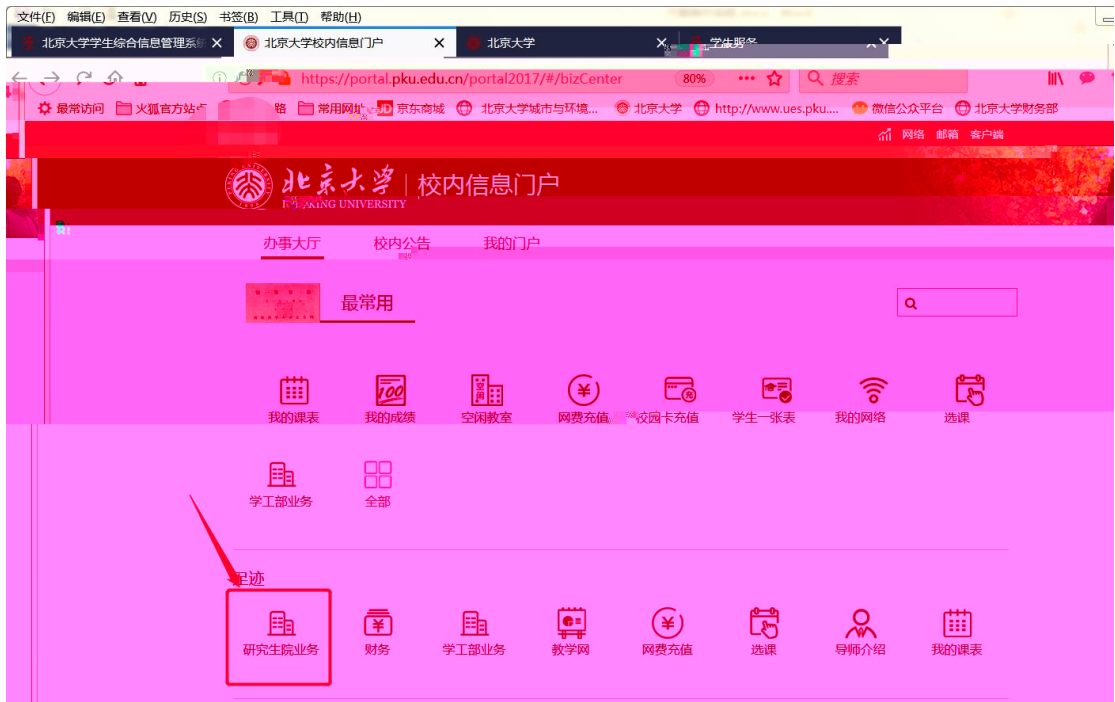 文件(F) 编辑(E) 查看(V) 历史(S) 书签(B) 工具(T) 帮助(H)
北京大学学生综合信息管理系统 × 北京大学校内信息门户 × 北京大学 × 学生服务 ×
https://portal.pku.edu.cn/portal2017/#/bizCenter 80% 搜索
最常访问 火狐官方站点 路 常用网址 JD 京东商城 北京大学城市与环境... 北京大学 http://www.ues.pku.... 微信公众平台 北京大学财务部
网络 邮箱 客户端
北京大学 校内信息门户
PEKING UNIVERSITY
办事大厅 校内公告 我的门户
最常用
我的课表 我的成绩 空闲教室 网费充值 校园卡充值 学生一张表 我的网络 选课
学工部业务 全部
足迹
研究生院业务 财务 学工部业务 教学网 网费充值 选课 导师介绍 我的课表